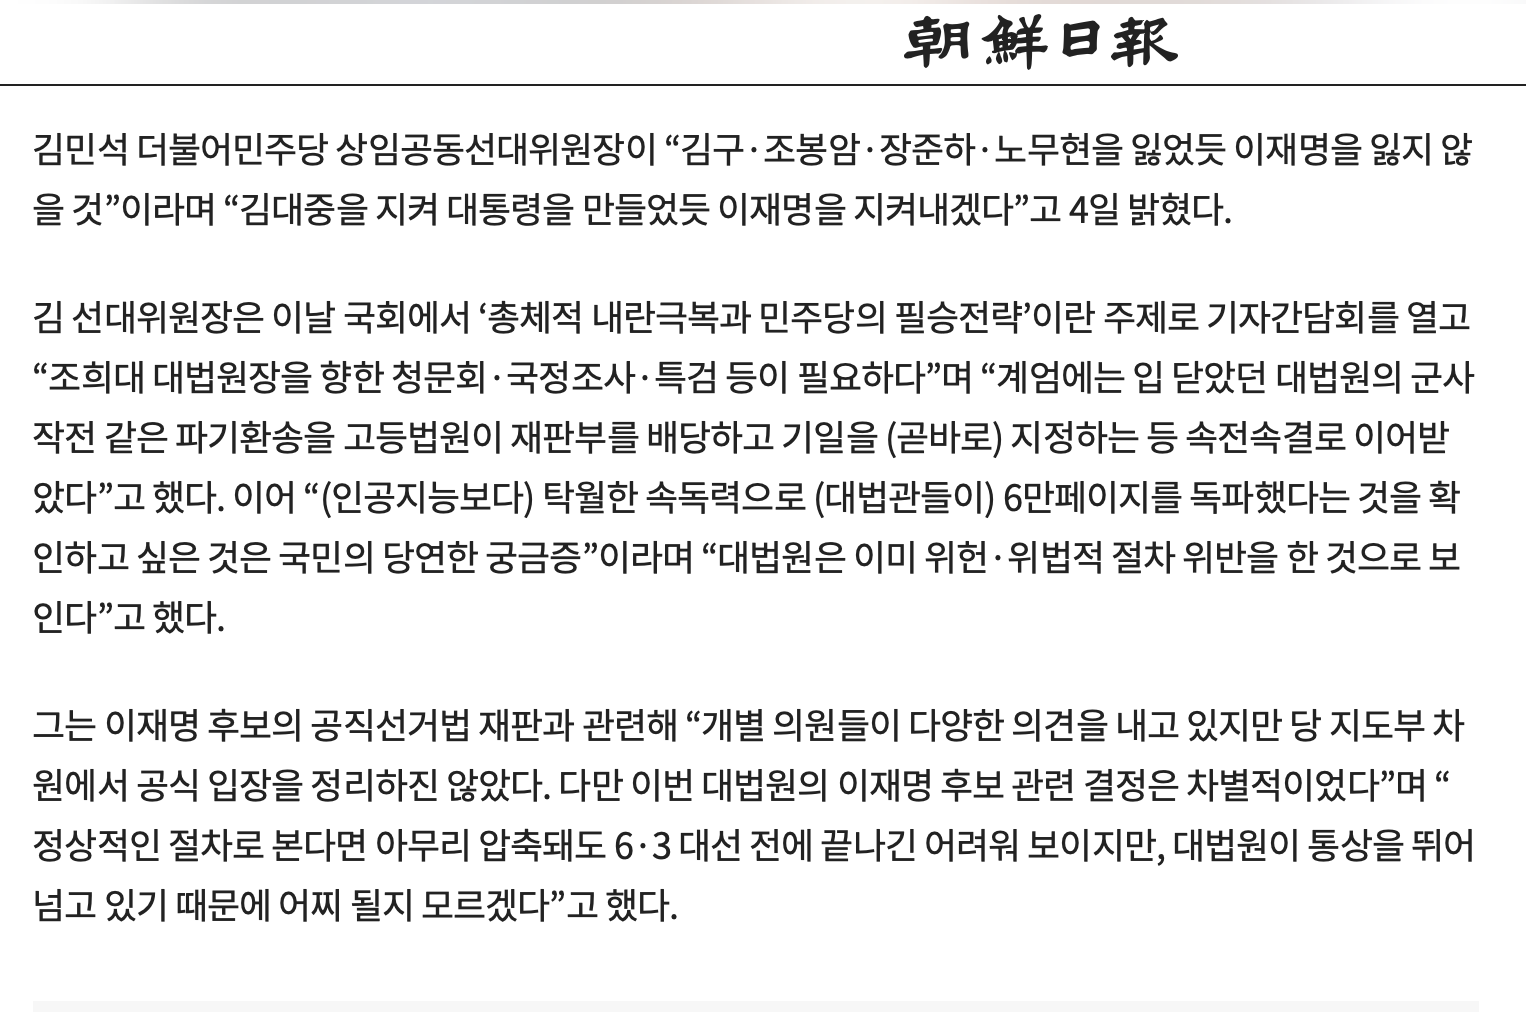 朝鮮日報
김민석 더불어민주당 상임공동선대위원장이 “김구·조봉암·장준하·노무현을 잃었듯 이재명을 잃지 않
을 것”이라며 “김대중을 지켜 대통령을 만들었듯 이재명을 지켜내겠다”고 4일 밝혔다.
김 선대위원장은 이날 국회에서 ‘총체적 내란극복과 민주당의 필승전략’이란 주제로 기자간담회를 열고
“조희대 대법원장을 향한 청문회·국정조사·특검 등이 필요하다”며 “계엄에는 입 닫았던 대법원의 군사
작전 같은 파기환송을 고등법원이 재판부를 배당하고 기일을 (곧바로) 지정하는 등 속전속결로 이어받
았다”고 했다. 이어 “(인공지능보다) 탁월한 속독력으로 (대법관들이) 6만페이지를 독파했다는 것을 확
인하고 싶은 것은 국민의 당연한 궁금증”이라며 “대법원은 이미 위헌·위법적 절차 위반을 한 것으로 보
인다”고 했다.
그는 이재명 후보의 공직선거법 재판과 관련해 “개별 의원들이 다양한 의견을 내고 있지만 당 지도부 차
원에서 공식 입장을 정리하진 않았다. 다만 이번 대법원의 이재명 후보 관련 결정은 차별적이었다”며 “
정상적인 절차로 본다면 아무리 압축돼도 6·3 대선 전에 끝나긴 어려워 보이지만, 대법원이 통상을 뛰어
넘고 있기 때문에 어찌 될지 모르겠다”고 했다.